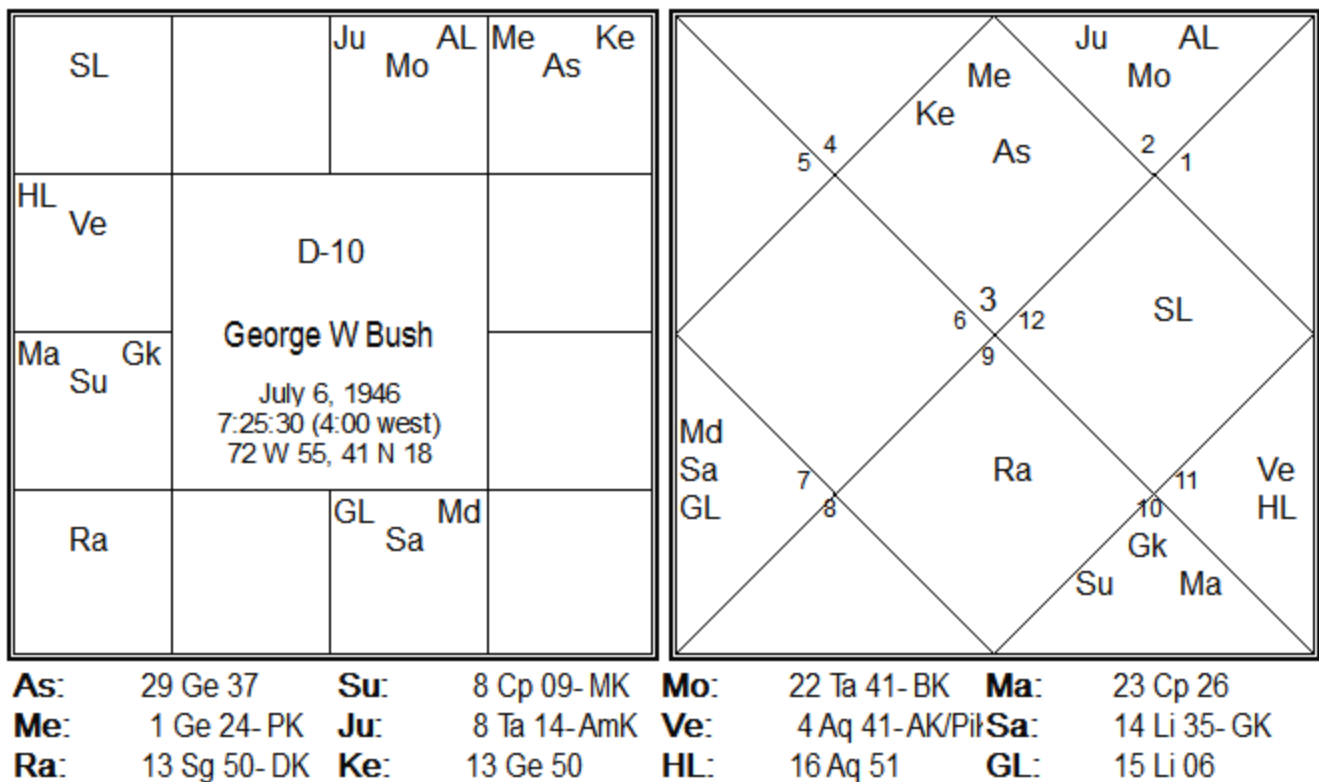 SL
Ju AL
Mo
Me Ke
As
HL
Ve
D-10
George W Bush
July 6, 1946
7:25:30 (4:00 west)
72 W 55, 41 N 18
Ma Gk
Su
Ra
GL Md
Sa
Ju AL
Mo
Me
Ke
As
4
5
2
1
3
6
12
9
SL
Md
Sa
GL
7
8
Ra
11
10
Ve
HL
Gk
Su Ma
As: 29 Ge 37 Su: 8 Cp 09- MK Mo: 22 Ta 41- BK Ma: 23 Cp 26
Me: 1 Ge 24- PK Ju: 8 Ta 14- AmK Ve: 4 Aq 41- AK/Pi Sa: 14 Li 35- GK
Ra: 13 Sg 50- DK Ke: 13 Ge 50 HL: 16 Aq 51 GL: 15 Li 06